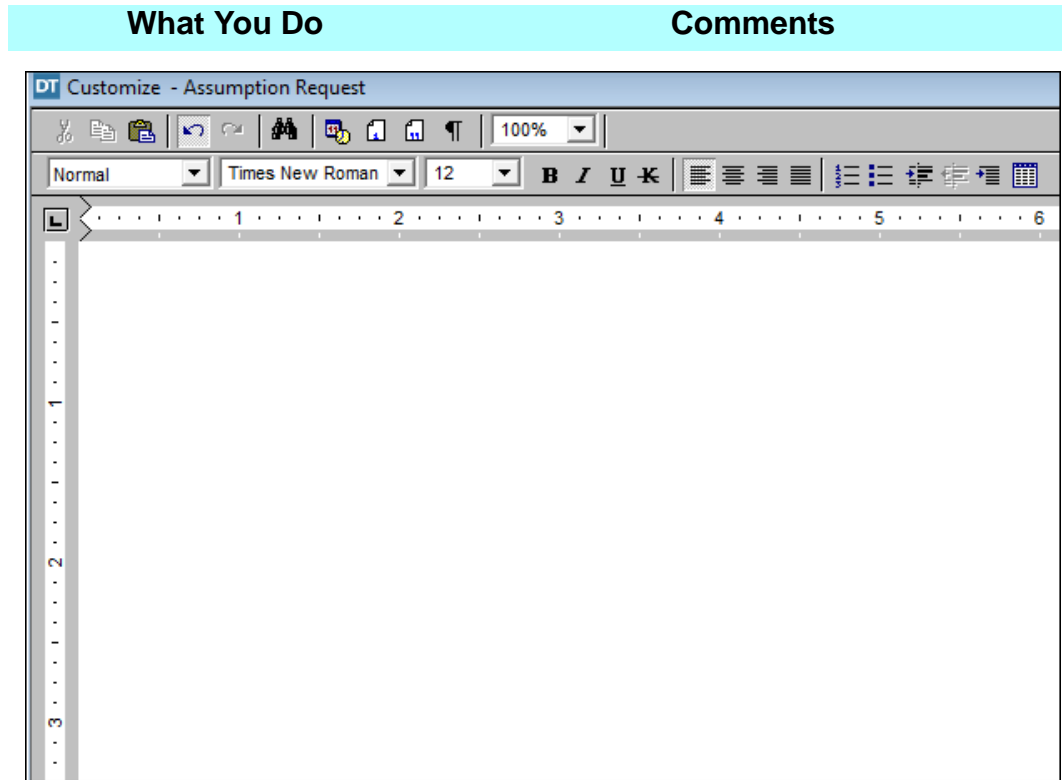 What You Do Comments
DT Customize - Assumption Request
100%
Normal Times New Roman 12 B I U K
1 2 3 4 5 6
1
2
3